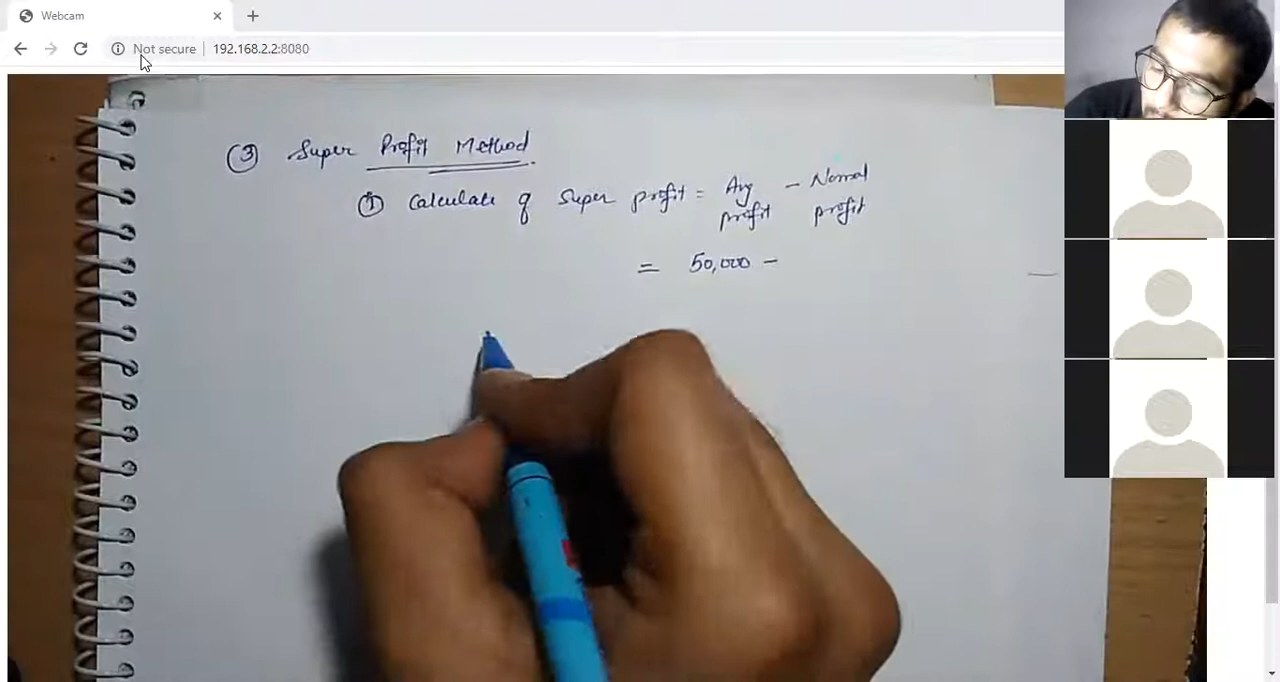 Webcam
Not secure 192.168.2.2:8080
(3) Super Profit Method
(1) Calculate of Super profit = Avg profit - Normal profit
= 50,000 -